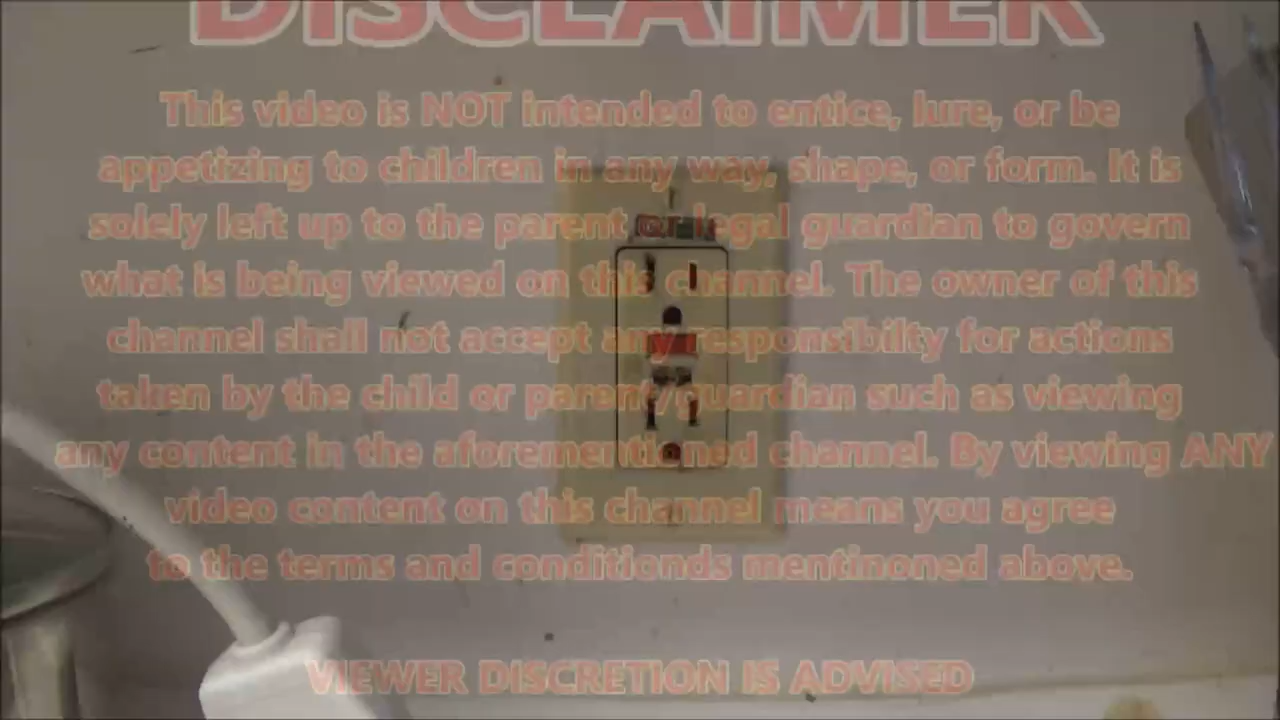 DISCLAIMER
This video is NOT intended to entice, lure, or be
appetizing to children in any way, shape, or form. It is
solely left up to the parent or legal guardian to govern
what is being viewed on this channel. The owner of this
channel shall not accept any responsibilty for actions
taken by the child or parent/guardian such as viewing
any content in the aforementioned channel. By viewing ANY
video content on this channel means you agree
to the terms and conditionds mentinoned above.
VIEWER DISCRETION IS ADVISED